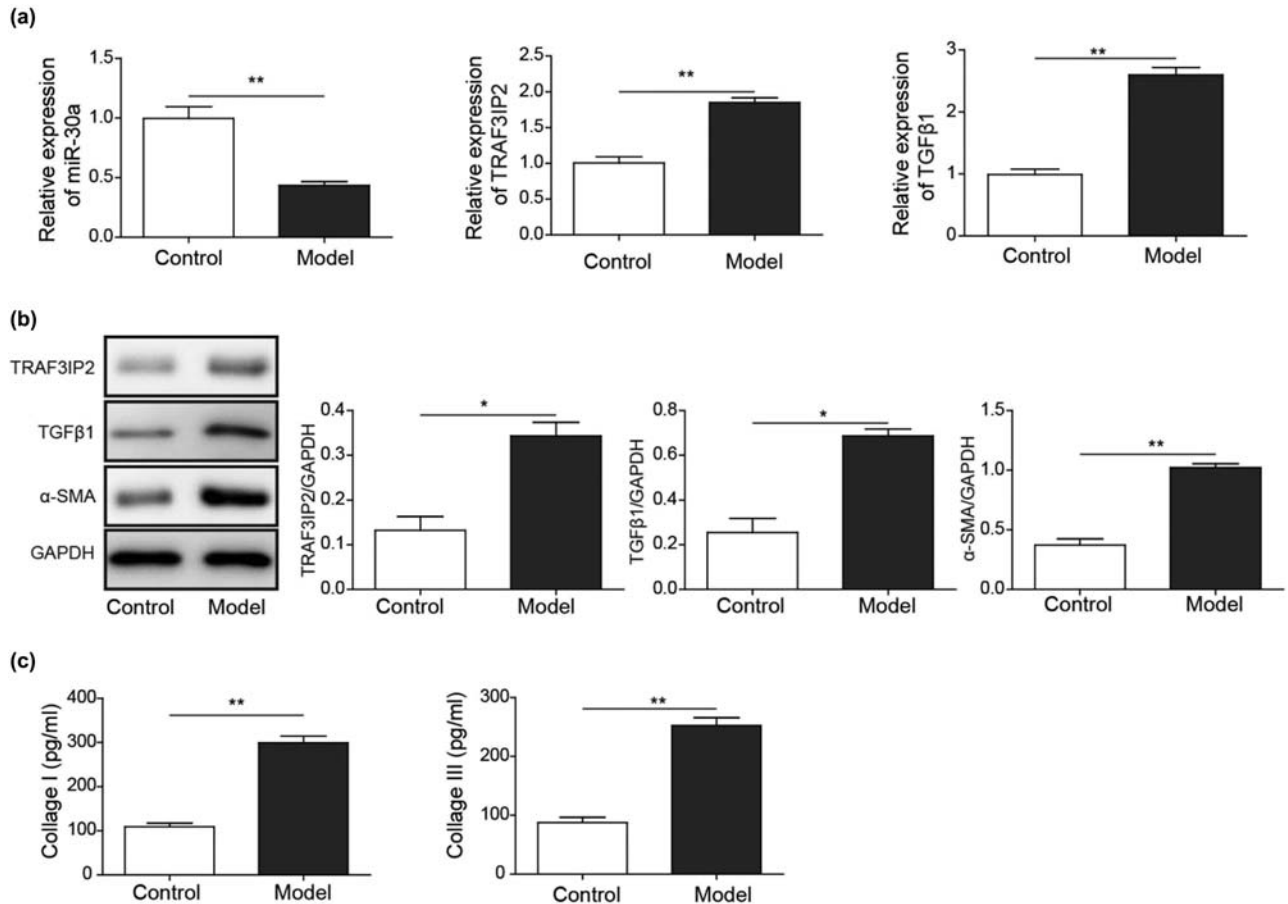 (a)
Relative expression
of miR-30a
1.5
1.0
0.5
0.0
**
Control
Model
Relative expression
of TRAF3IP2
2.5
2.0
1.5
1.0
0.5
0.0
**
Control
Model
Relative expression
of TGFβ1
3
2
1
0
**
Control
Model
(b)
TRAF3IP2
TGFβ1
α-SMA
GAPDH
Control
Model
TRAF3IP2/GAPDH
0.4
0.3
0.2
0.1
0.0
*
Control
Model
TGFβ1/GAPDH
0.8
0.6
0.4
0.2
0.0
*
Control
Model
α-SMA/GAPDH
1.5
1.0
0.5
0.0
**
Control
Model
(c)
Collage I (pg/ml)
400
300
200
100
0
**
Control
Model
Collage III (pg/ml)
300
200
100
0
**
Control
Model